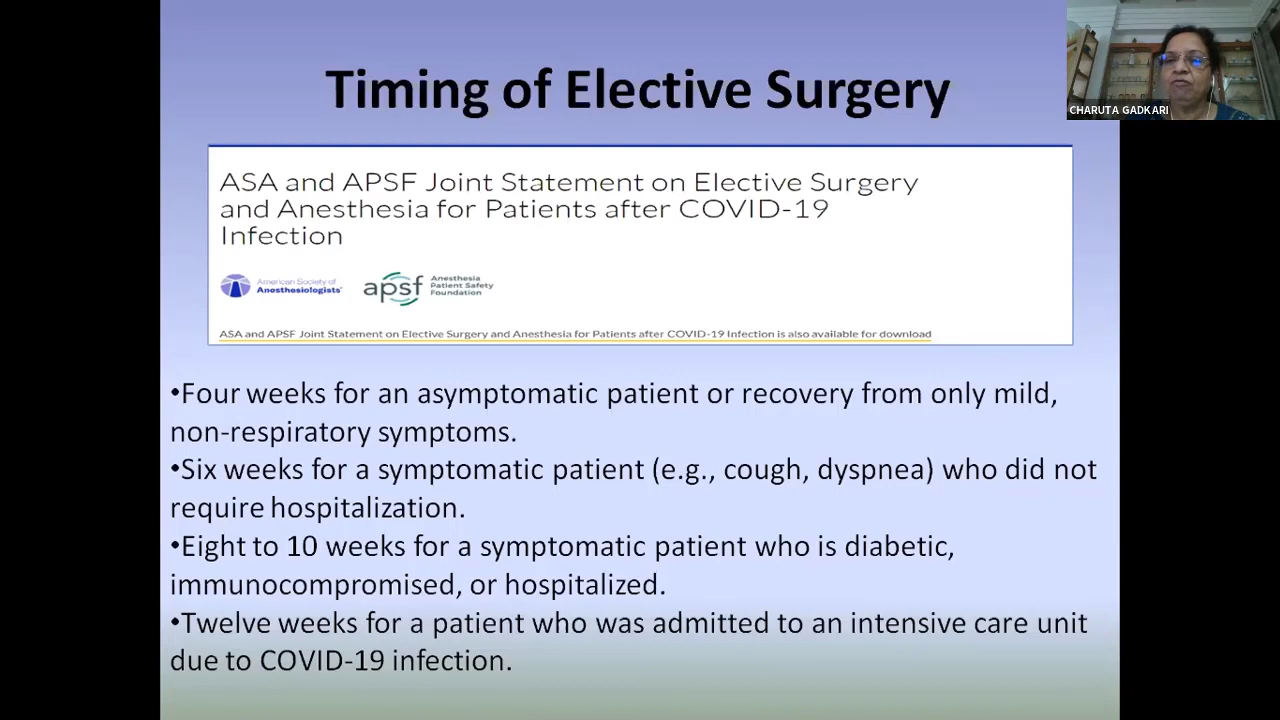 Timing of Elective Surgery
CHARUTA GADKARI
ASA and APSF Joint Statement on Elective Surgery
and Anesthesia for Patients after COVID-19
Infection
American Society of
Anesthesiologists®
apsf
Anesthesia
Patient Safety
Foundation
ASA and APSF Joint Statement on Elective Surgery and Anesthesia for Patients after COVID-19 Infection is also available for download
•Four weeks for an asymptomatic patient or recovery from only mild,
non-respiratory symptoms.
•Six weeks for a symptomatic patient (e.g., cough, dyspnea) who did not
require hospitalization.
•Eight to 10 weeks for a symptomatic patient who is diabetic,
immunocompromised, or hospitalized.
•Twelve weeks for a patient who was admitted to an intensive care unit
due to COVID-19 infection.